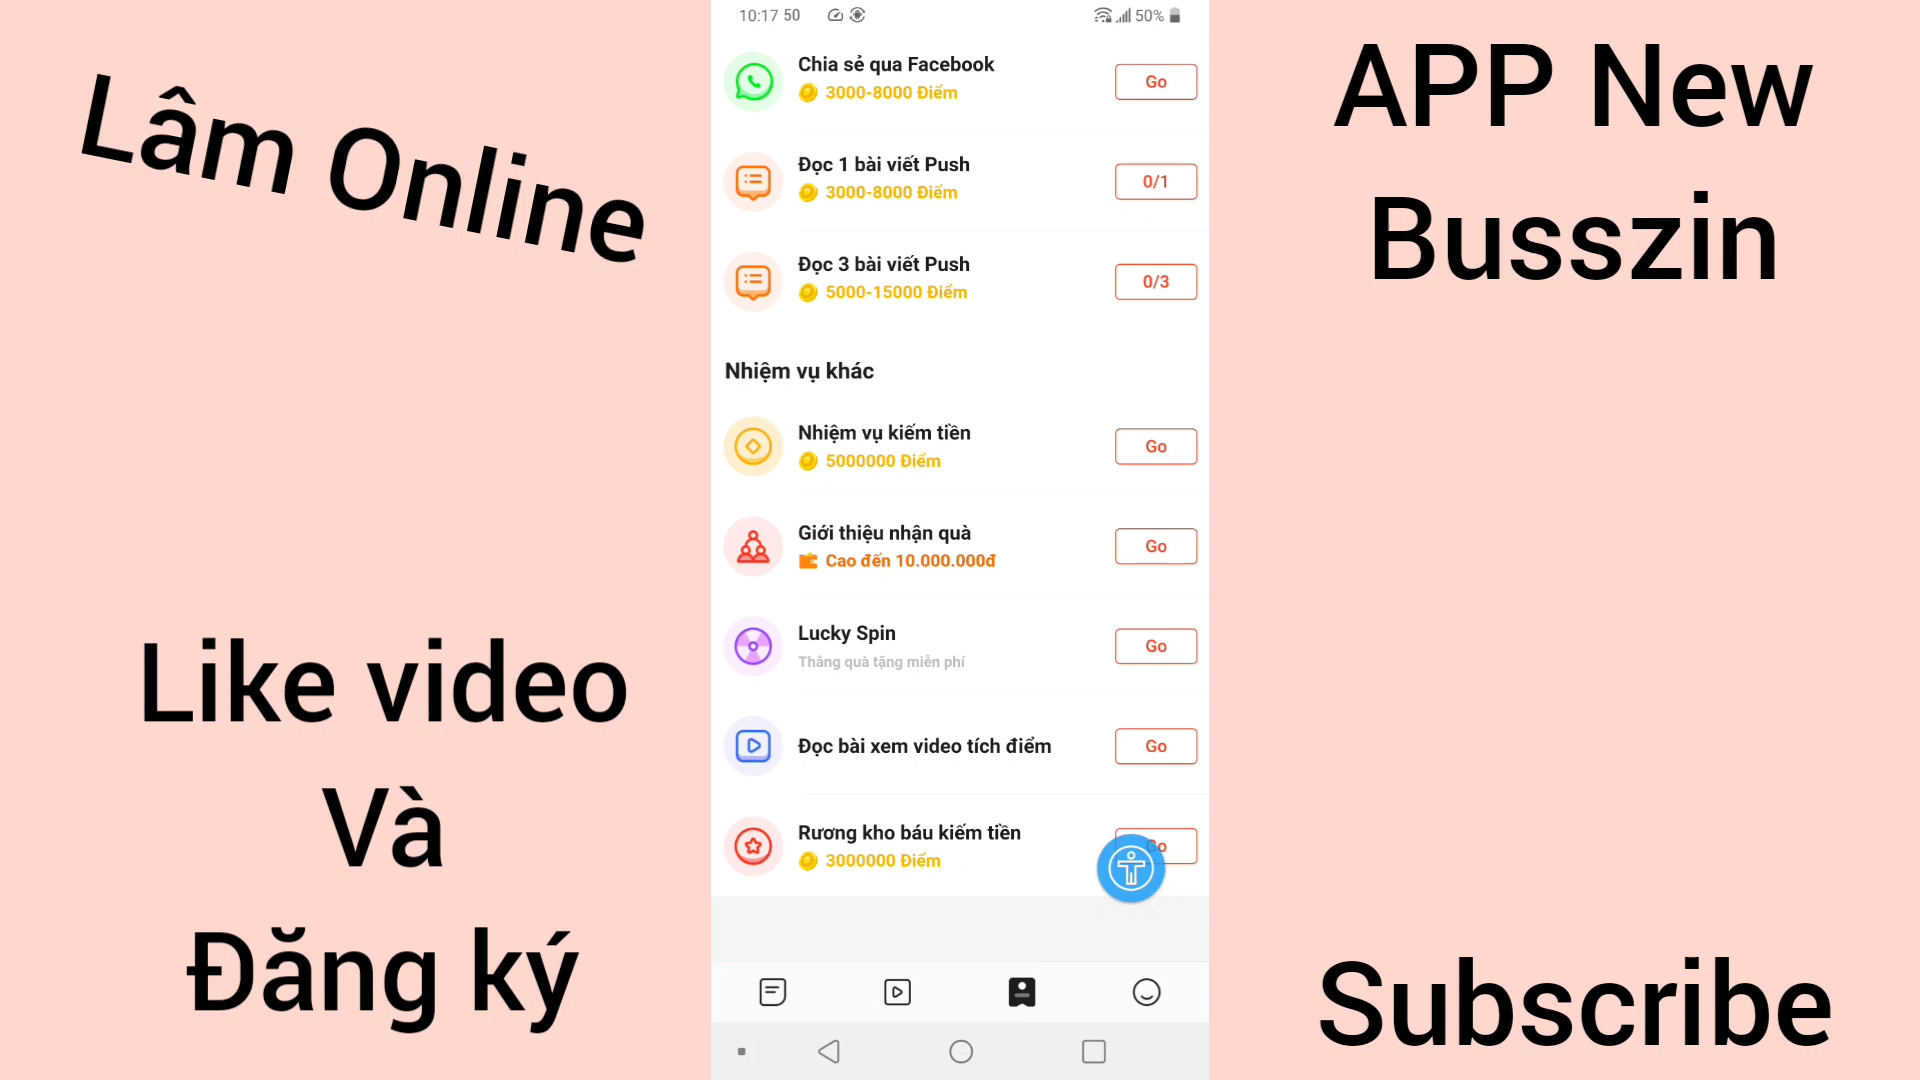 Lâm Online
Like video
Và
Đăng ký
10:17 50
50%
Chia sẻ qua Facebook
3000-8000 Điểm
Go
Đọc 1 bài viết Push
3000-8000 Điểm
0/1
Đọc 3 bài viết Push
5000-15000 Điểm
0/3
Nhiệm vụ khác
Nhiệm vụ kiếm tiền
5000000 Điểm
Go
Giới thiệu nhận quà
Cao đến 10.000.000đ
Go
Lucky Spin
Thắng quà tặng miễn phí
Go
Đọc bài xem video tích điểm
Go
Rương kho báu kiếm tiền
3000000 Điểm
Go
APP New
Busszin
Subscribe